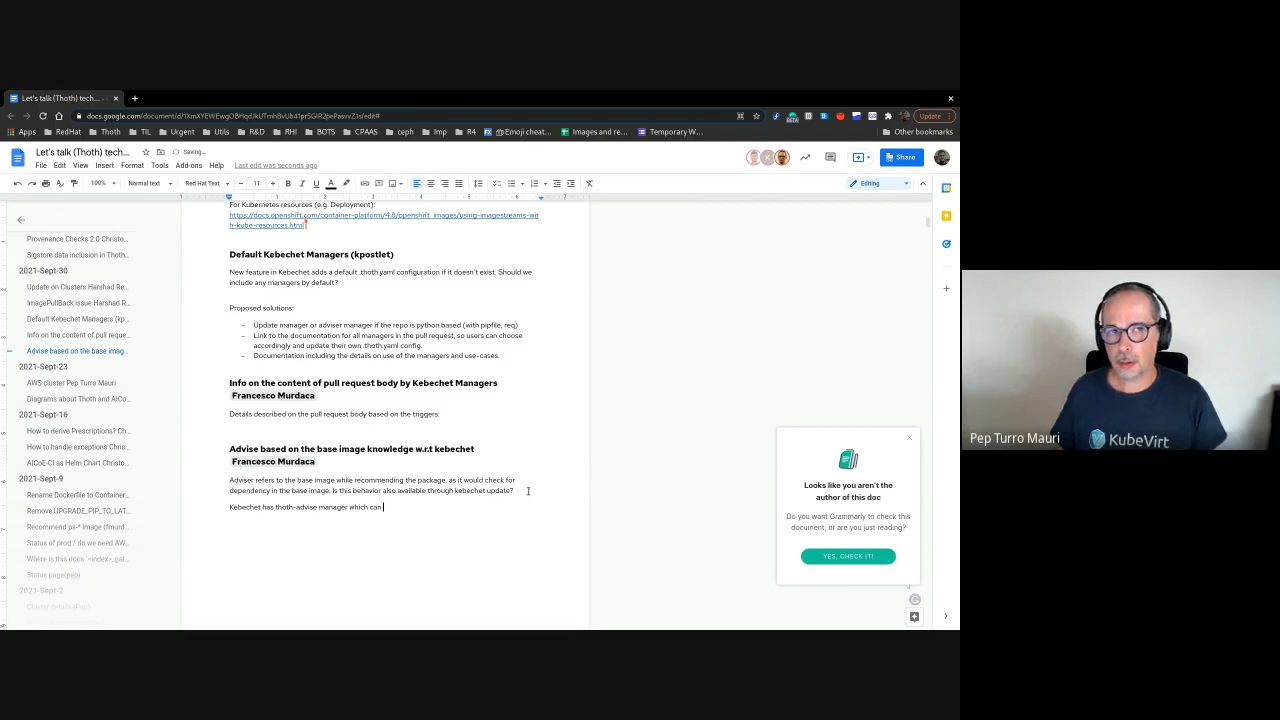 Let's talk (Thoth) tech...
docs.google.com/document/d/
Update
Apps
RedHat
Thoth
TIL
Urgent
Utils
R&D
RHI
BOTS
CPAAS
ceph
Imp
R4
Emoji cheat...
Images and re...
Temporary W...
Other bookmarks
Let's talk (Thoth) tech...
Saving...
File Edit View Insert Format Tools Add-ons Help
Last edit was seconds ago
Share
100%
Normal text
Red Hat Text
11
Editing
Provenance Checks 2.0 Christo...
Sigstore data inclusion in Thoth...
2021-Sept-30
Update on Clusters Harshad Re...
ImagePullBack issue Harshad R...
Default Kebechet Managers (kp...
Info on the content of pull reque...
Advise based on the base imag...
2021-Sept-23
AWS cluster Pep Turro Mauri
Diagrams about Thoth and AICo...
2021-Sept-16
How to derive Prescriptions? Ch...
How to handle exceptions Chris...
AICoE-CI as Helm Chart Christo...
2021-Sept-9
Rename Dockerfile to Container...
Remove UPGRADE_PIP_TO_LAT...
Recommend ps-* image (fmurd...
Status of prod / do we need AW...
Where is this docs `<index>_gat...
Status page(pep)
2021-Sept-2
Cluster details (Pep)
For Kubernetes resources (e.g. Deployment):
https://docs.openshift.com/container-platform/4.8/openshift_images/using-imagestreams-wit
h-kube-resources.html
Default Kebechet Managers (kpostlet)
New feature in Kebechet adds a default .thoth.yaml configuration if it doesn't exist. Should we
include any managers by default?
Proposed solutions:
- Update manager or adviser manager if the repo is python based (with pipfile, req)
- Link to the documentation for all managers in the pull request, so users can choose
accordingly and update their own .thoth.yaml config.
- Documentation including the details on use of the managers and use-cases.
Info on the content of pull request body by Kebechet Managers
Francesco Murdaca
Details described on the pull request body based on the triggers.
Advise based on the base image knowledge w.r.t kebechet
Francesco Murdaca
Adviser refers to the base image while recommending the package, as it would check for
dependency in the base image. Is this behavior also available through kebechet update?
Kebechet has thoth-advise manager which can
Looks like you aren't the
author of this doc
Do you want Grammarly to check this
document, or are you just reading?
YES, CHECK IT!
KubeVirt
Pep Turro Mauri